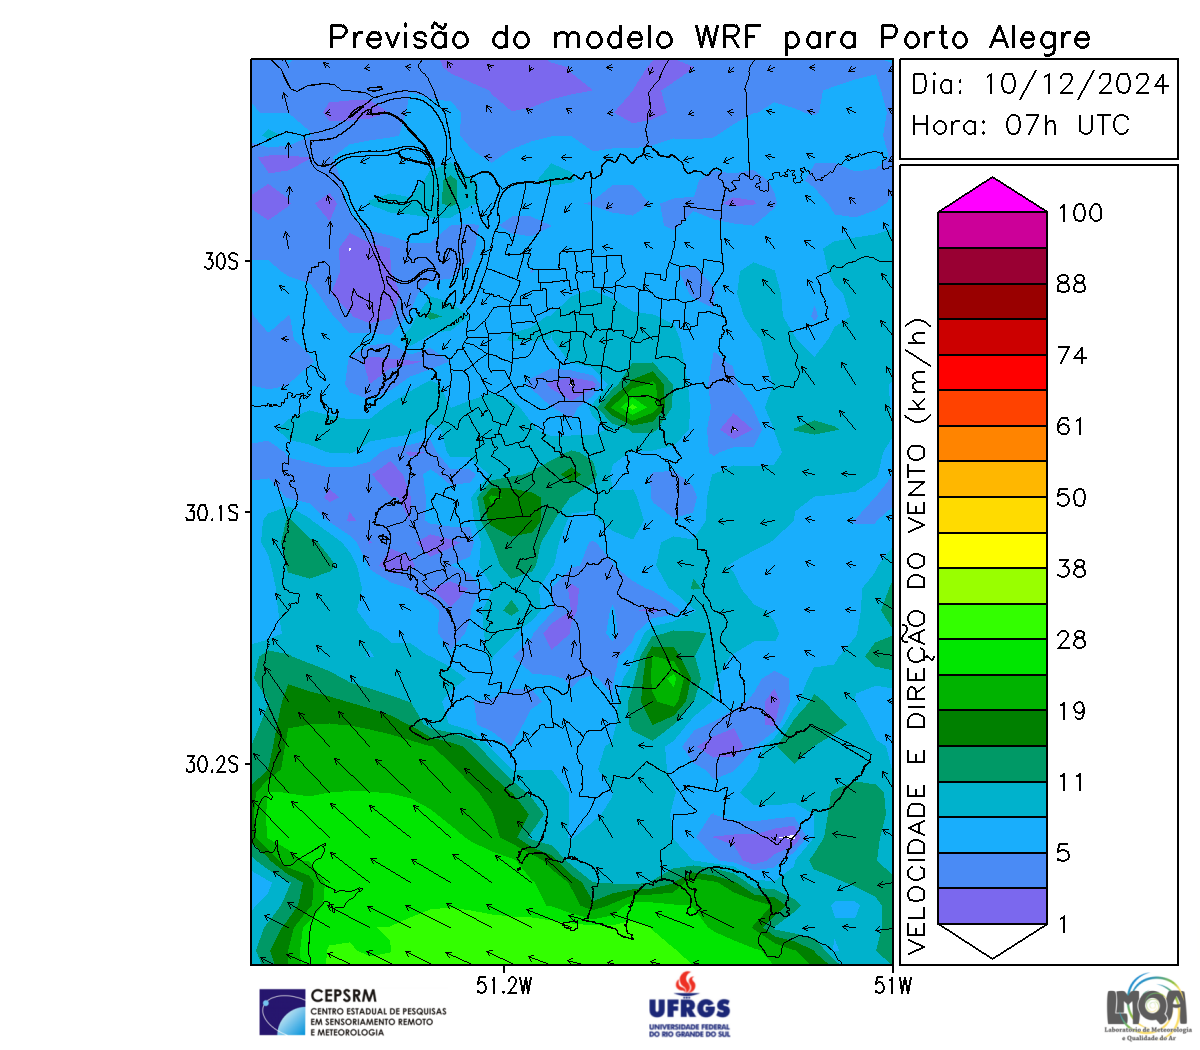 Previsão do modelo WRF para Porto Alegre
Dia: 10/12/2024
Hora: 07h UTC
30S
30.1S
30.2S
51.2W
51W
VELOCIDADE E DIREÇÃO DO VENTO (km/h)
100
88
74
61
50
38
28
19
11
5
1
CEPSRM
CENTRO ESTADUAL DE PESQUISAS
EM SENSORIAMENTO REMOTO
E METEOROLOGIA
UFRGS
UNIVERSIDADE FEDERAL
DO RIO GRANDE DO SUL
LMQA
Laboratório de Meteorologia
e Qualidade do Ar